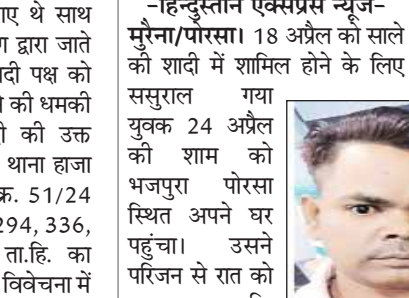 गए थे साथ
द्वारा जाते
दी पक्ष को
की धमकी
की उक्त
थाना हाजा
क्र. 51/24
294, 336,
ता.हि. का
विवेचना में
–हिन्दुस्तान एक्सप्रेस न्यूज–
मुरैना/पोरसा। 18 अप्रैल को साले
की शादी में शामिल होने के लिए
ससुराल गया
युवक 24 अप्रैल
की शाम को
भजपुरा पोरसा
स्थित अपने घर
पहुंचा। उसने
परिजन से रात को